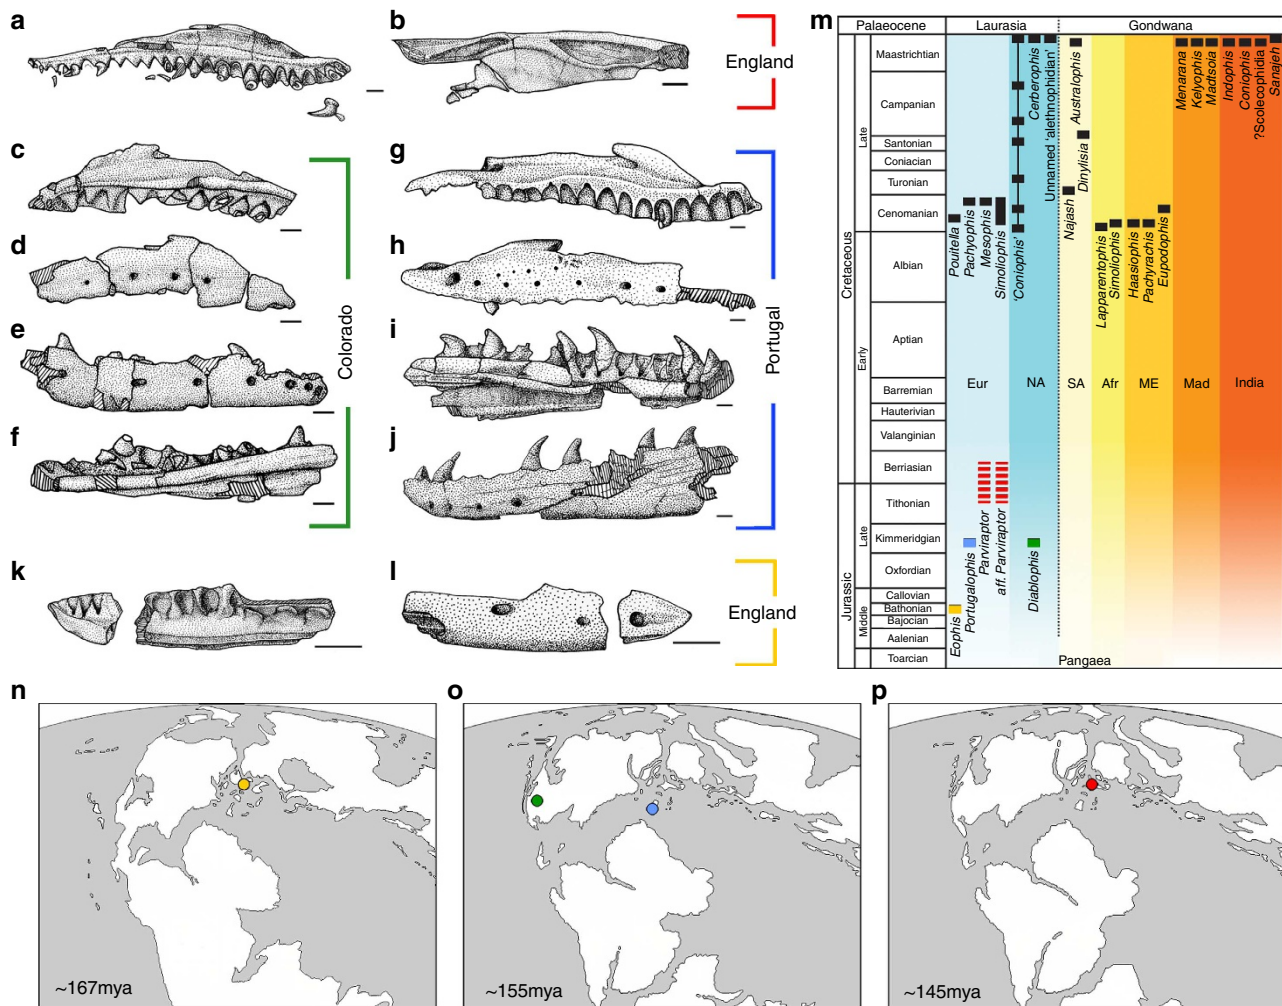 a
b
England
c
d
e
f
Colorado
g
h
i
j
Portugal
k
l
England
m
Palaeocene
Laurasia
Gondwana
Cretaceous
Late
Maastrichtian
Campanian
Santonian
Coniacian
Turonian
Cenomanian
Early
Albian
Aptian
Barremian
Hauterivian
Valanginian
Berriasian
Jurassic
Late
Tithonian
Kimmeridgian
Oxfordian
Middle
Callovian
Bathonian
Bajocian
Aalenian
Toarcian
Eur
NA
SA
Afr
ME
Mad
India
Pouitella
Pachyophis
Mesophis
Simoliophis
'Coniophis'
Cerberophis
Unnamed 'alethnophidian'
Najash
Australophis
Dinylisia
Lapparentophis
Simoliophis
Haasiophis
Pachyrachis
Eupodophis
Menarana
Kelyophis
Madtsoia
Indophis
Coniophis
?Scolecophidia
Sanajeh
Eophis
Portugalophis
Parviraptor
aff. Parviraptor
Diablophis
Pangaea
n
~167mya
o
~155mya
p
~145mya